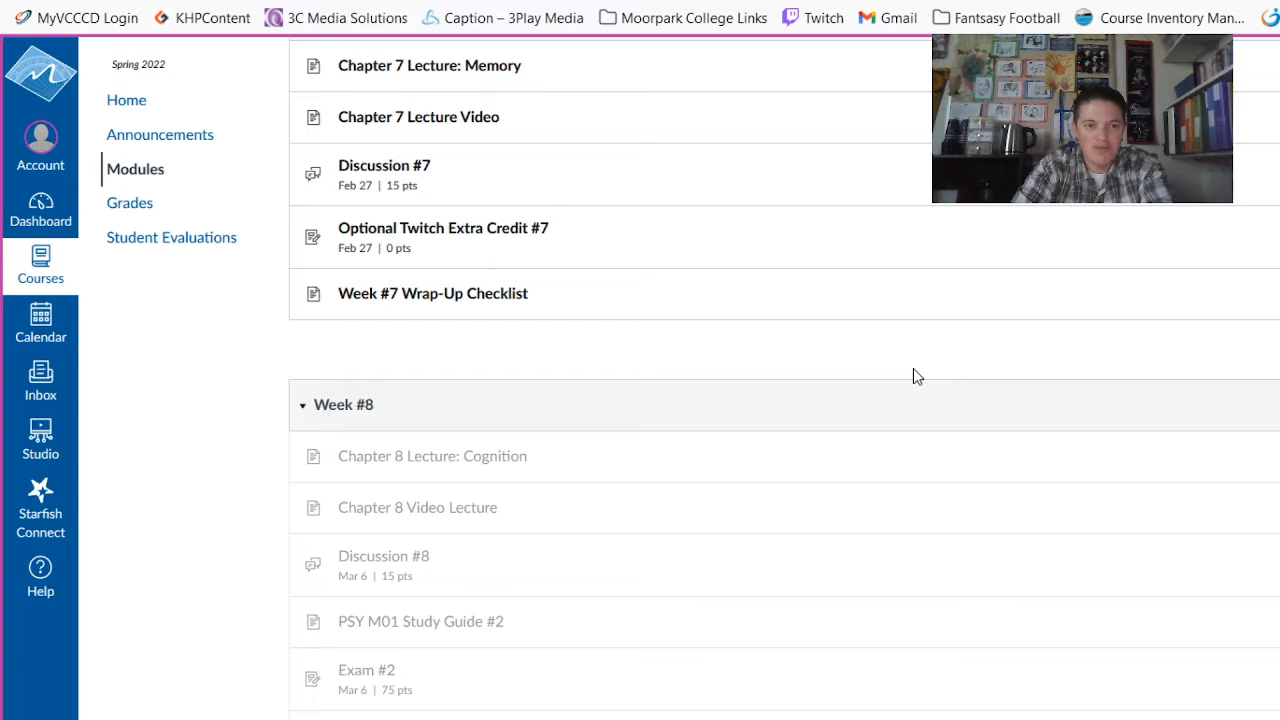 MyVCCCD Login
KHPContent
3C Media Solutions
Caption – 3Play Media
Moorpark College Links
Twitch
Gmail
Fantsasy Football
Course Inventory Man...
Spring 2022
Home
Announcements
Modules
Grades
Student Evaluations
Account
Dashboard
Courses
Calendar
Inbox
Studio
Starfish
Connect
Help
Chapter 7 Lecture: Memory
Chapter 7 Lecture Video
Discussion #7
Feb 27 | 15 pts
Optional Twitch Extra Credit #7
Feb 27 | 0 pts
Week #7 Wrap-Up Checklist
Week #8
Chapter 8 Lecture: Cognition
Chapter 8 Video Lecture
Discussion #8
Mar 6 | 15 pts
PSY M01 Study Guide #2
Exam #2
Mar 6 | 75 pts